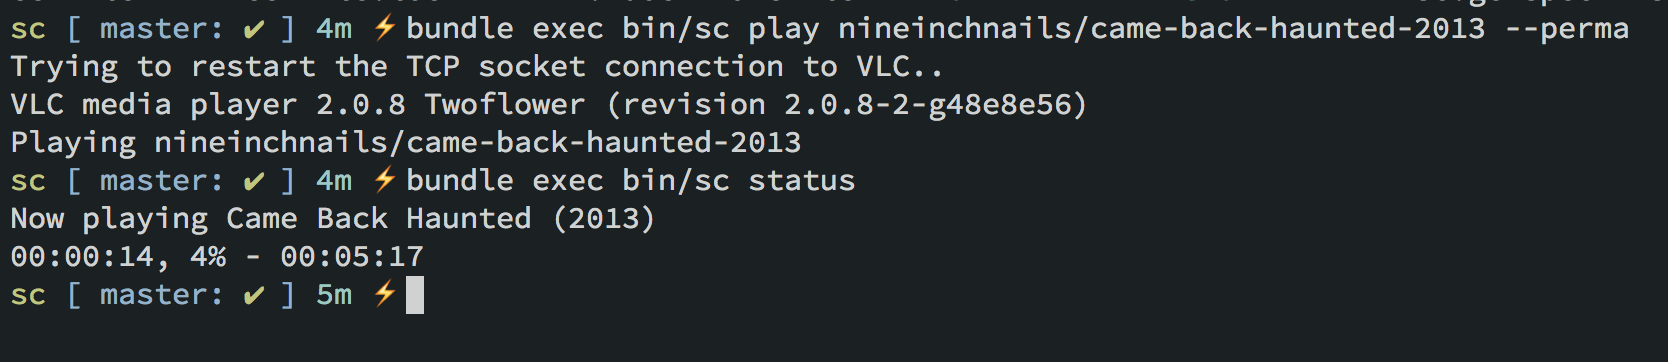 sc [ master: ✔ ] 4m ⚡bundle exec bin/sc play nineinchnails/came-back-haunted-2013 --perma
Trying to restart the TCP socket connection to VLC..
VLC media player 2.0.8 Twoflower (revision 2.0.8-2-g48e8e56)
Playing nineinchnails/came-back-haunted-2013
sc [ master: ✔ ] 4m ⚡bundle exec bin/sc status
Now playing Came Back Haunted (2013)
00:00:14, 4% - 00:05:17
sc [ master: ✔ ] 5m ⚡